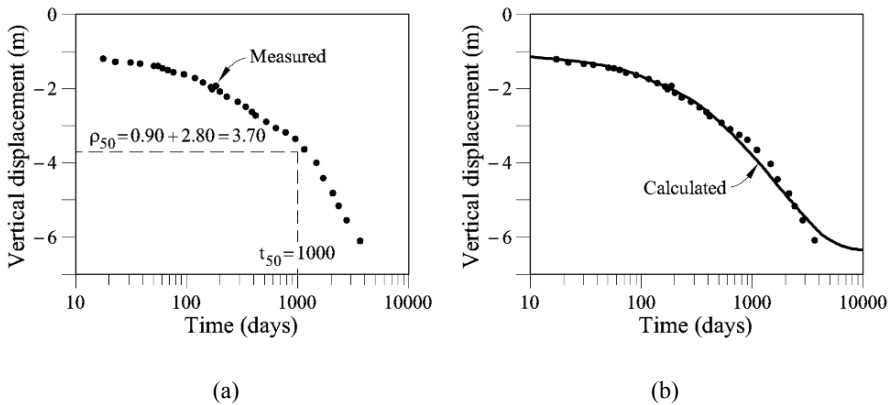 0
−2
−4
−6
Vertical displacement (m)
Measured
ρ50 = 0.90 + 2.80 = 3.70
t50 = 1000
10
100
1000
10000
Time (days)
(a)
0
−2
−4
−6
Vertical displacement (m)
Calculated
10
100
1000
10000
Time (days)
(b)